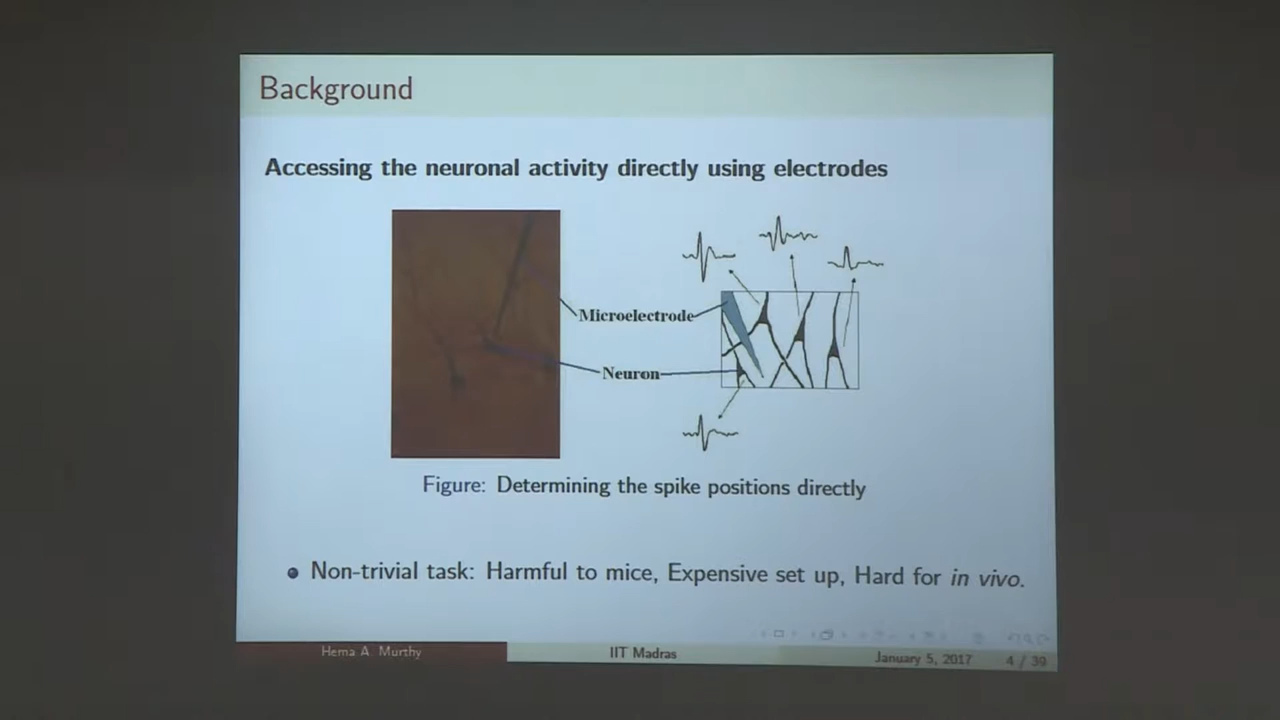 Background
Accessing the neuronal activity directly using electrodes
Microelectrode
Neuron
Figure: Determining the spike positions directly
Non-trivial task: Harmful to mice, Expensive set up, Hard for in vivo.
Hema A. Murthy
IIT Madras
January 5, 2017
4 / 39